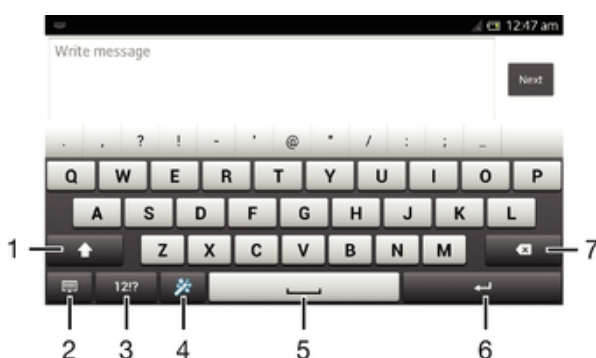 12:47 am
Write message
Next
. , ? ! - ' @ " / : ; _
Q W E R T Y U I O P
A S D F G H J K L
1 Z X C V B N M 7
12!?
2 3 4 5 6